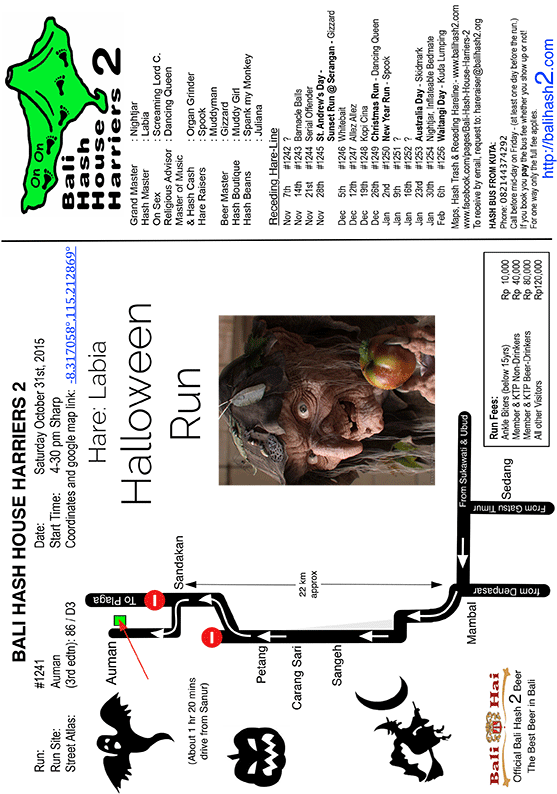 BALI HASH HOUSE HARRIERS 2
Run: #1241
Run Site: Auman
Street Atlas: (3rd edtn): 86 / D3
Date: Saturday October 31st, 2015
Start Time: 4-30 pm Sharp
Coordinates and google map link: -8.317058°.115.212869°
Hare: Labia
Halloween
Run
(About 1 hr 20 mins
drive from Sanur)
Auman
To Plaga
Sandakan
22 km
approx
Petang
Carang Sari
Sangeh
Mambal
From Sukawati & Ubud
from Denpasar
From Gatsu Timur
Sedang
Bali Hai
Official Bali Hash 2 Beer
The Best Beer in Bali
Run Fees:
Ankle Biters (below 15yrs) Rp 10,000
Member & KTP Non-Drinkers Rp 40,000
Member & KTP Beer-Drinkers Rp 80,000
All other Visitors Rp120,000
On On
Bali
Hash
House
Harriers 2
Grand Master : Nightjar
Hash Master : Labia
On Sex : Screaming Lord C.
Religious Advisor : Dancing Queen
Master of Music
& Hash Cash : Organ Grinder
Hare Raisers : Spook
: Muddyman
Beer Master : Gizzard
Hash Boutique : Muddy Girl
Hash Beans : Spank my Monkey
: Juliana
Receding Hare-Line
Nov 7th #1242 ?
Nov 14th #1243 Barnacle Balls
Nov 21st #1244 Serial Offender
Nov 28th #1245 St. Andrew's Day -
Sunset Run @ Serangan - Gizzard
Dec 5th #1246 Whitebait
Dec 12th #1247 Allez Allez
Dec 19th #1248 Kopi Cina
Dec 26th #1249 Christmas Run - Dancing Queen
Jan 2nd #1250 New Year Run - Spook
Jan 9th #1251 ?
Jan 16th #1252 ?
Jan 23rd #1253 Australia Day - Skidmark
Jan 30th #1254 Nightjar, Inflateable Bedmate
Feb 6th #1256 Waitangi Day - Kuda Lumping
Maps, Hash Trash & Receding Hareline:- www.balihash2.com
www.facebook.com/pages/Bali-Hash-House-Harriers-2
To receive by email, request to: hareraiser@balihash2.org
HASH BUS FROM KUTA:
Phone: 082144374292
Call before mid-day on Friday - (at least one day before the run.)
If you book you pay the bus fee whether you show up or not!
For one way only the full fee applies.
http://balihash2.com